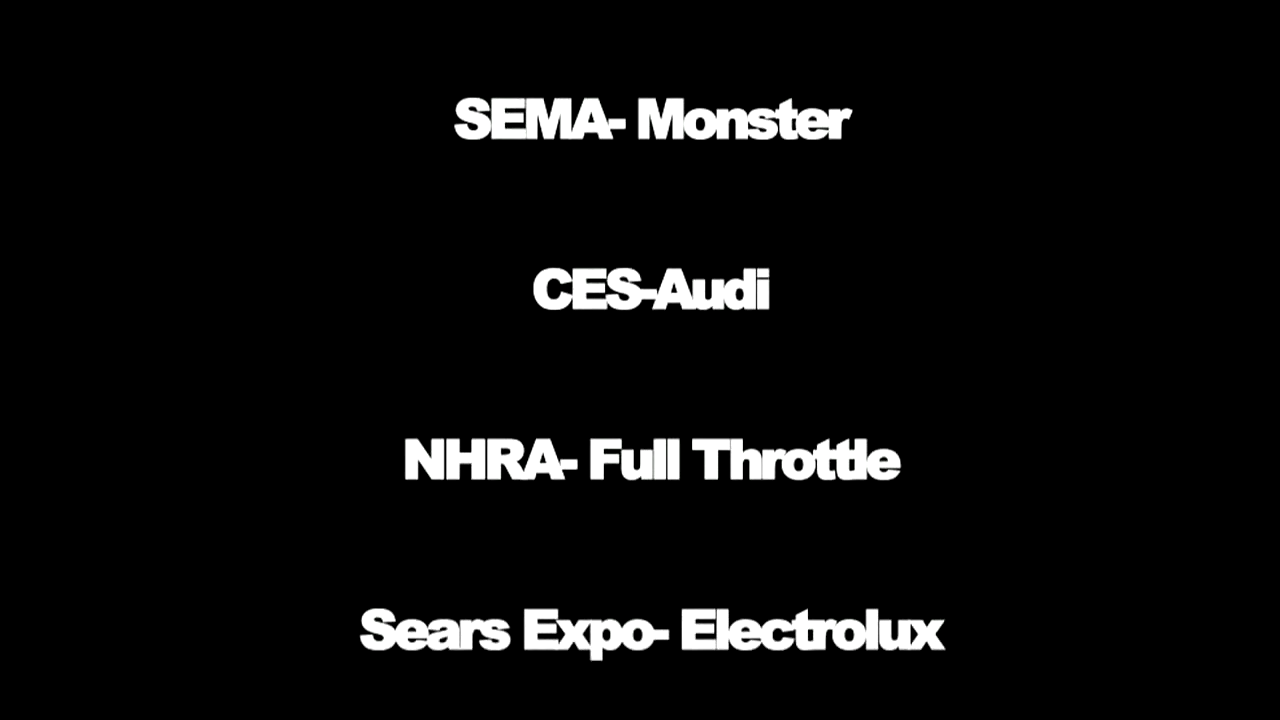 SEMA- Monster
CES-Audi
NHRA- Full Throttle
Sears Expo- Electrolux